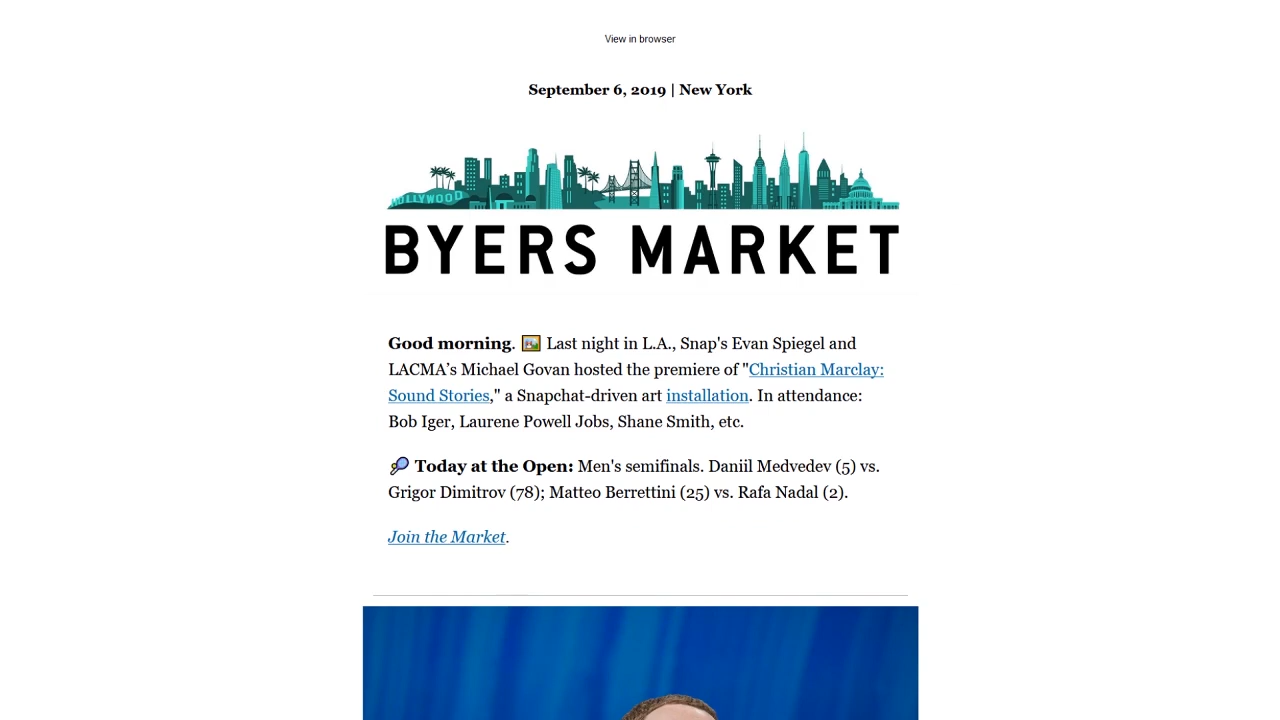 View in browser
September 6, 2019 | New York
HOLLYWOOD
BYERS MARKET
Good morning. 🖼️ Last night in L.A., Snap's Evan Spiegel and
LACMA’s Michael Govan hosted the premiere of "Christian Marclay:
Sound Stories," a Snapchat-driven art installation. In attendance:
Bob Iger, Laurene Powell Jobs, Shane Smith, etc.
🎾 Today at the Open: Men's semifinals. Daniil Medvedev (5) vs.
Grigor Dimitrov (78); Matteo Berrettini (25) vs. Rafa Nadal (2).
Join the Market.